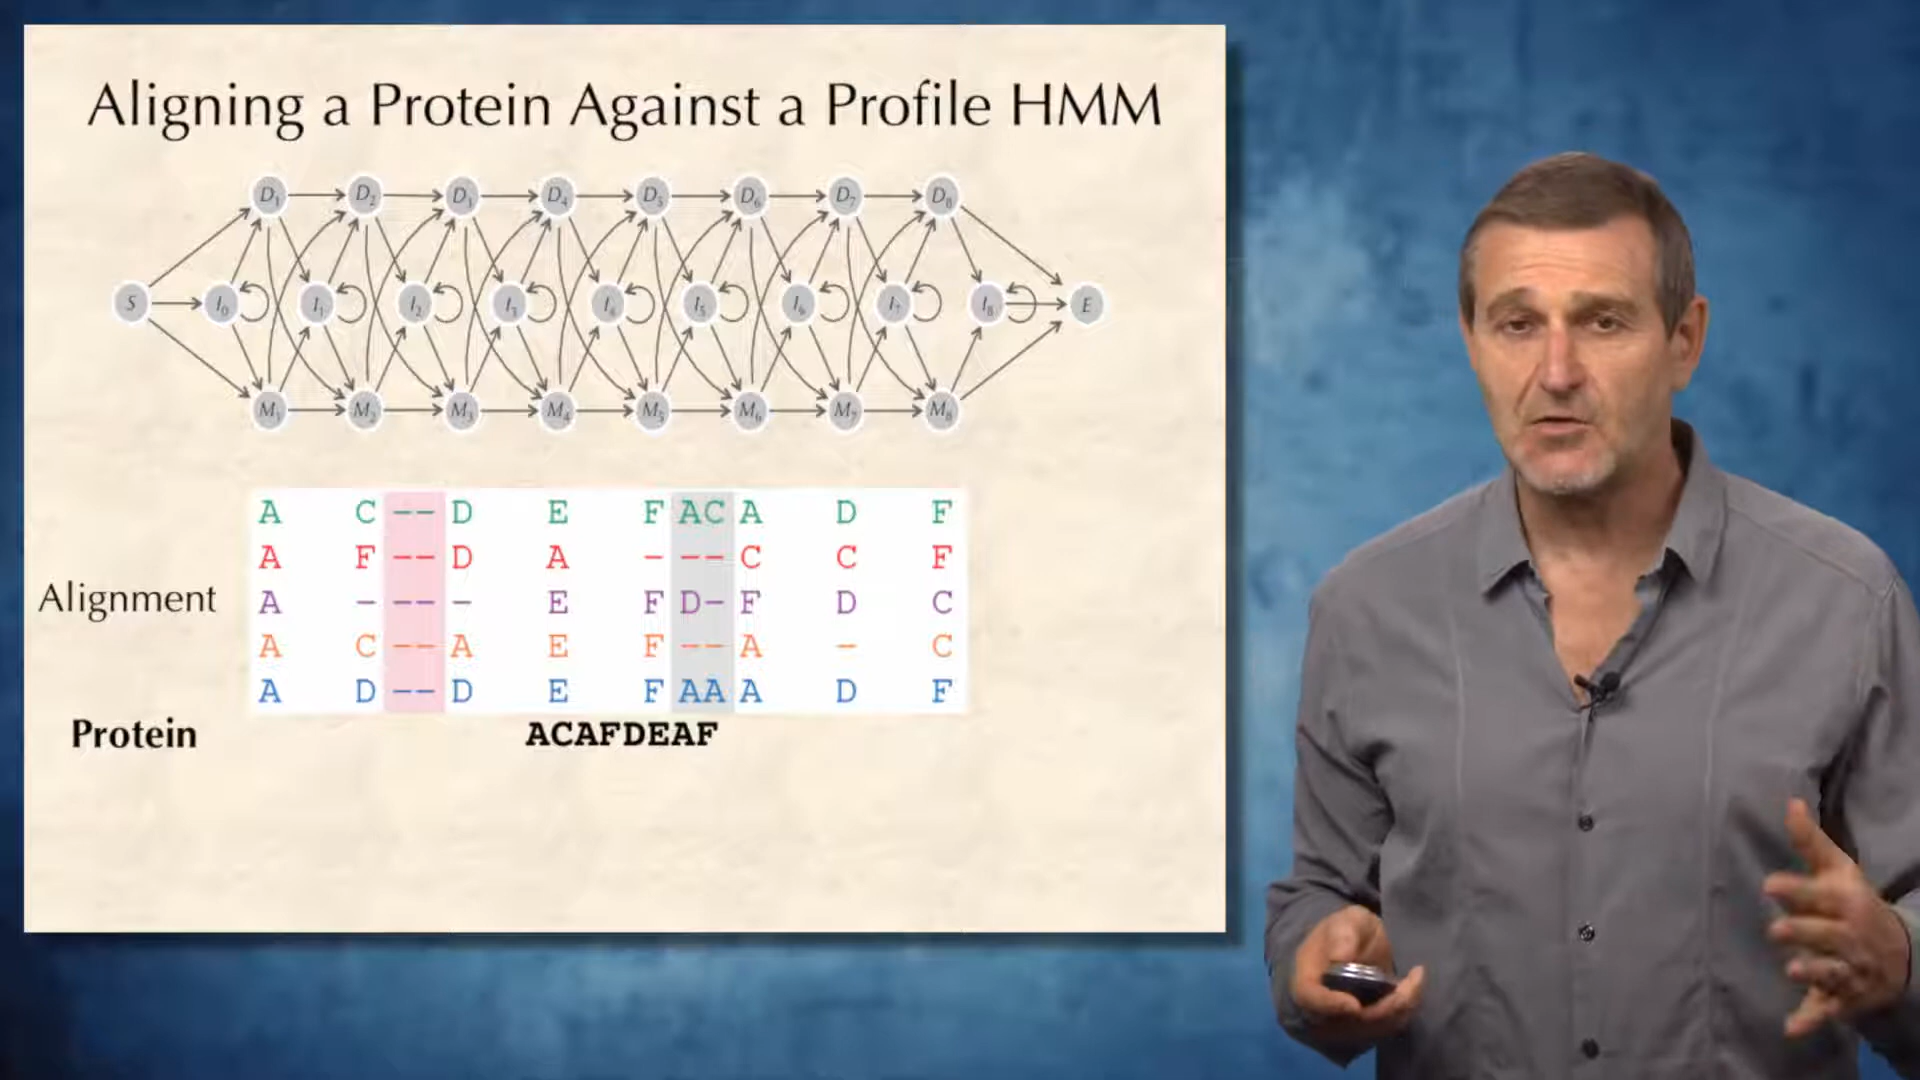 Aligning a Protein Against a Profile HMM
D1 D2 D3 D4 D5 D6 D7 D8
S I0 I1 I2 I3 I4 I5 I6 I7 I8 E
M1 M2 M3 M4 M5 M6 M7 M8
A C -- D E F AC A D F
A F -- D A - -- C C F
Alignment A - -- - E F D- F D C
A C -- A E F -- A - C
A D -- D E F AA A D F
Protein ACAFDEAF